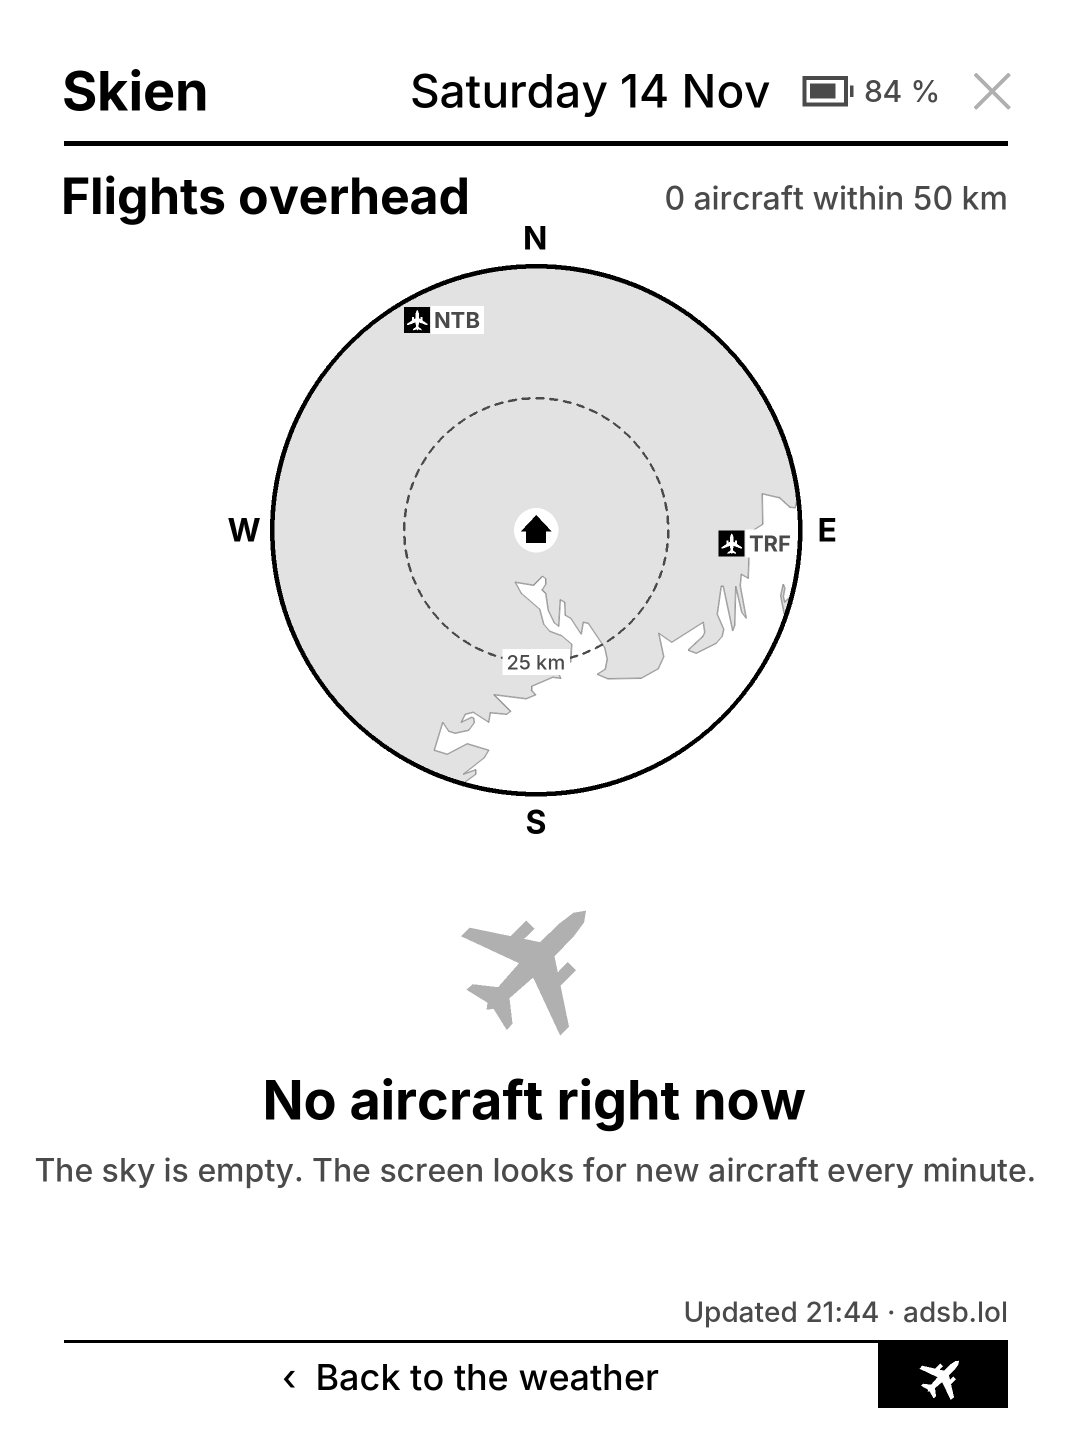 Skien
Saturday 14 Nov
84 %
Flights overhead
0 aircraft within 50 km
N
NTB
W
E
TRF
25 km
S
No aircraft right now
The sky is empty. The screen looks for new aircraft every minute.
Updated 21:44 · adsb.lol
‹ Back to the weather